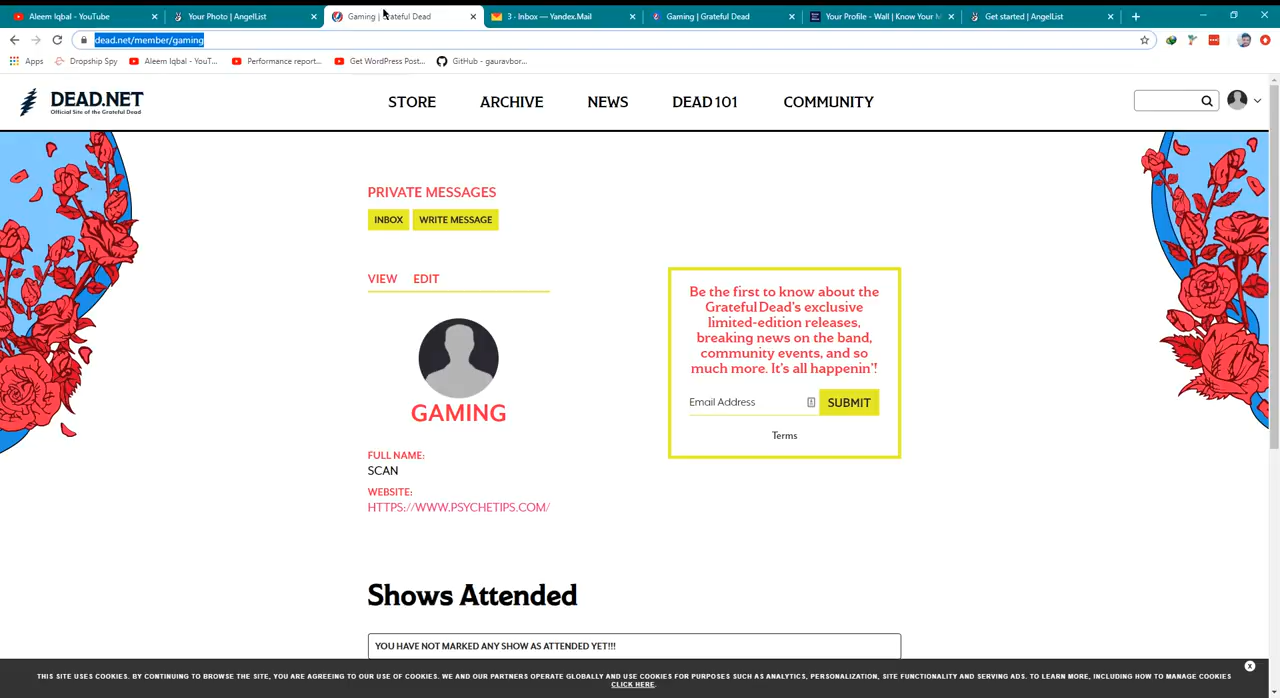 Aleem Iqbal - YouTube
Your Photo | AngelList
Gaming | Grateful Dead
3 · Inbox — Yandex.Mail
Gaming | Grateful Dead
Your Profile - Wall | Know Your M
Get started | AngelList
dead.net/member/gaming
Apps
Dropship Spy
Aleem Iqbal - YouT...
Performance report...
Get WordPress Post...
GitHub - gauravbor...
DEAD.NET
Official Site of the Grateful Dead
STORE
ARCHIVE
NEWS
DEAD 101
COMMUNITY
PRIVATE MESSAGES
INBOX
WRITE MESSAGE
VIEW
EDIT
GAMING
FULL NAME:
SCAN
WEBSITE:
HTTPS://WWW.PSYCHETIPS.COM/
Be the first to know about the
Grateful Dead's exclusive
limited-edition releases,
breaking news on the band,
community events, and so
much more. It's all happenin'!
Email Address
SUBMIT
Terms
Shows Attended
YOU HAVE NOT MARKED ANY SHOW AS ATTENDED YET!!!
THIS SITE USES COOKIES. BY CONTINUING TO BROWSE THE SITE, YOU ARE AGREEING TO OUR USE OF COOKIES. WE AND OUR PARTNERS OPERATE GLOBALLY AND USE COOKIES FOR PURPOSES SUCH AS ANALYTICS, PERSONALIZATION, SITE FUNCTIONALITY AND SERVING ADS. TO LEARN MORE, INCLUDING HOW TO MANAGE COOKIES
CLICK HERE.